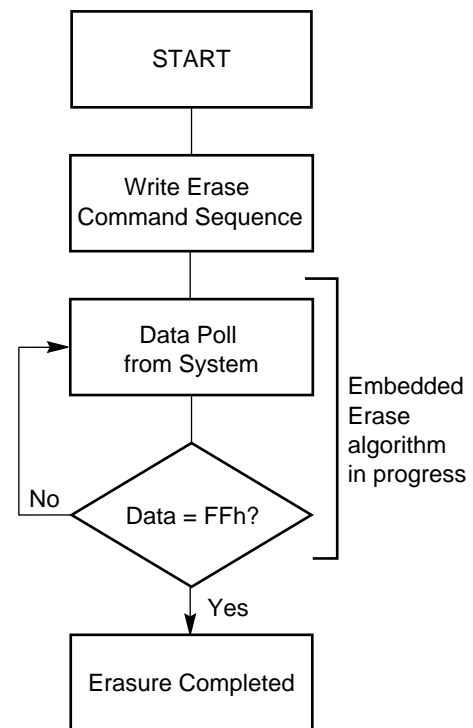 START
Write Erase
Command Sequence
Data Poll
from System
Embedded
Erase
algorithm
in progress
No
Data = FFh?
Yes
Erasure Completed